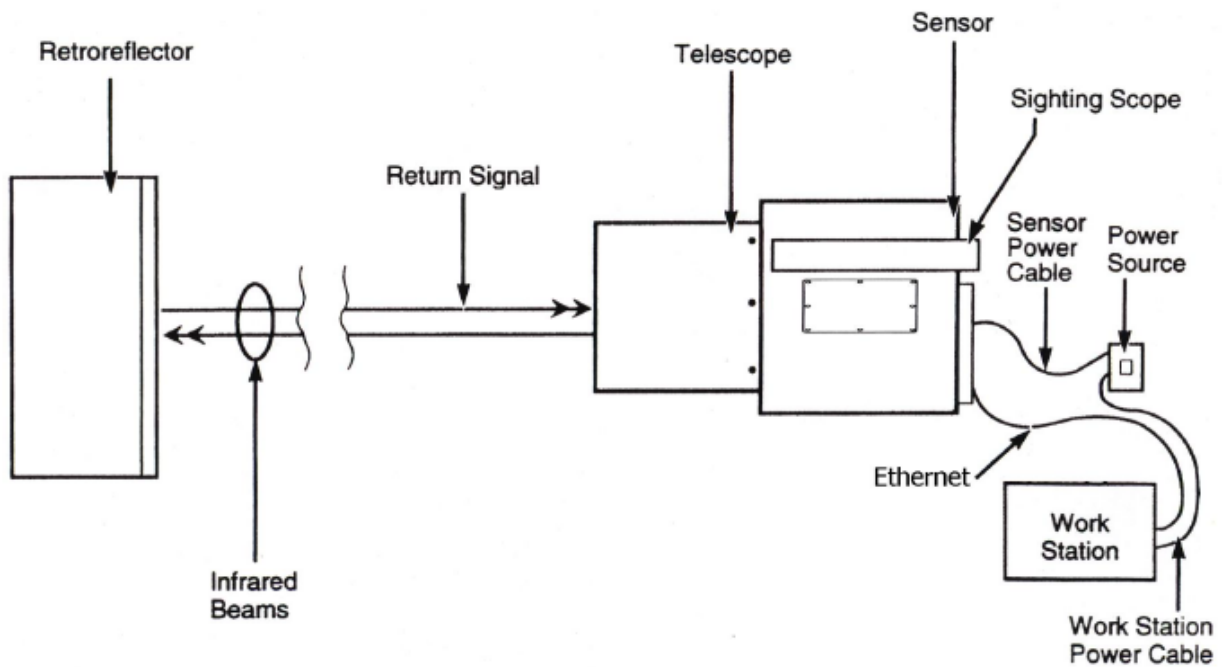 Retroreflector
Return Signal
Infrared
Beams
Telescope
Sensor
Sighting Scope
Sensor
Power
Cable
Power
Source
Ethernet
Work
Station
Work Station
Power Cable